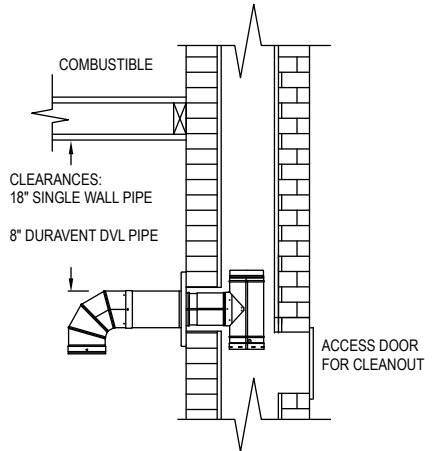 COMBUSTIBLE
CLEARANCES:
18" SINGLE WALL PIPE
8" DURAVENT DVL PIPE
ACCESS DOOR
FOR CLEANOUT